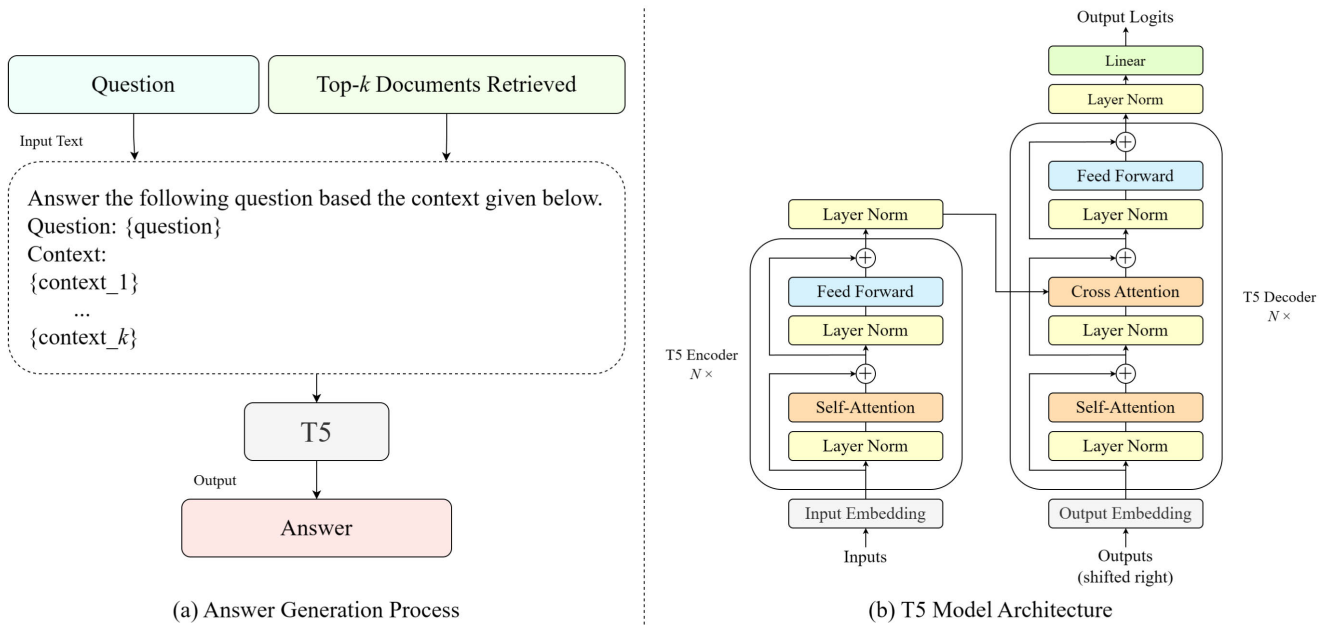 Question
Top-k Documents Retrieved
Input Text
Answer the following question based the context given below.
Question: {question}
Context:
{context_1}
...
{context_k}
T5
Output
Answer
(a) Answer Generation Process
Output Logits
Linear
Layer Norm
Feed Forward
Layer Norm
Cross Attention
Layer Norm
Self-Attention
Layer Norm
Output Embedding
Outputs
(shifted right)
T5 Decoder
N ×
Layer Norm
Feed Forward
Layer Norm
Self-Attention
Layer Norm
Input Embedding
Inputs
T5 Encoder
N ×
(b) T5 Model Architecture